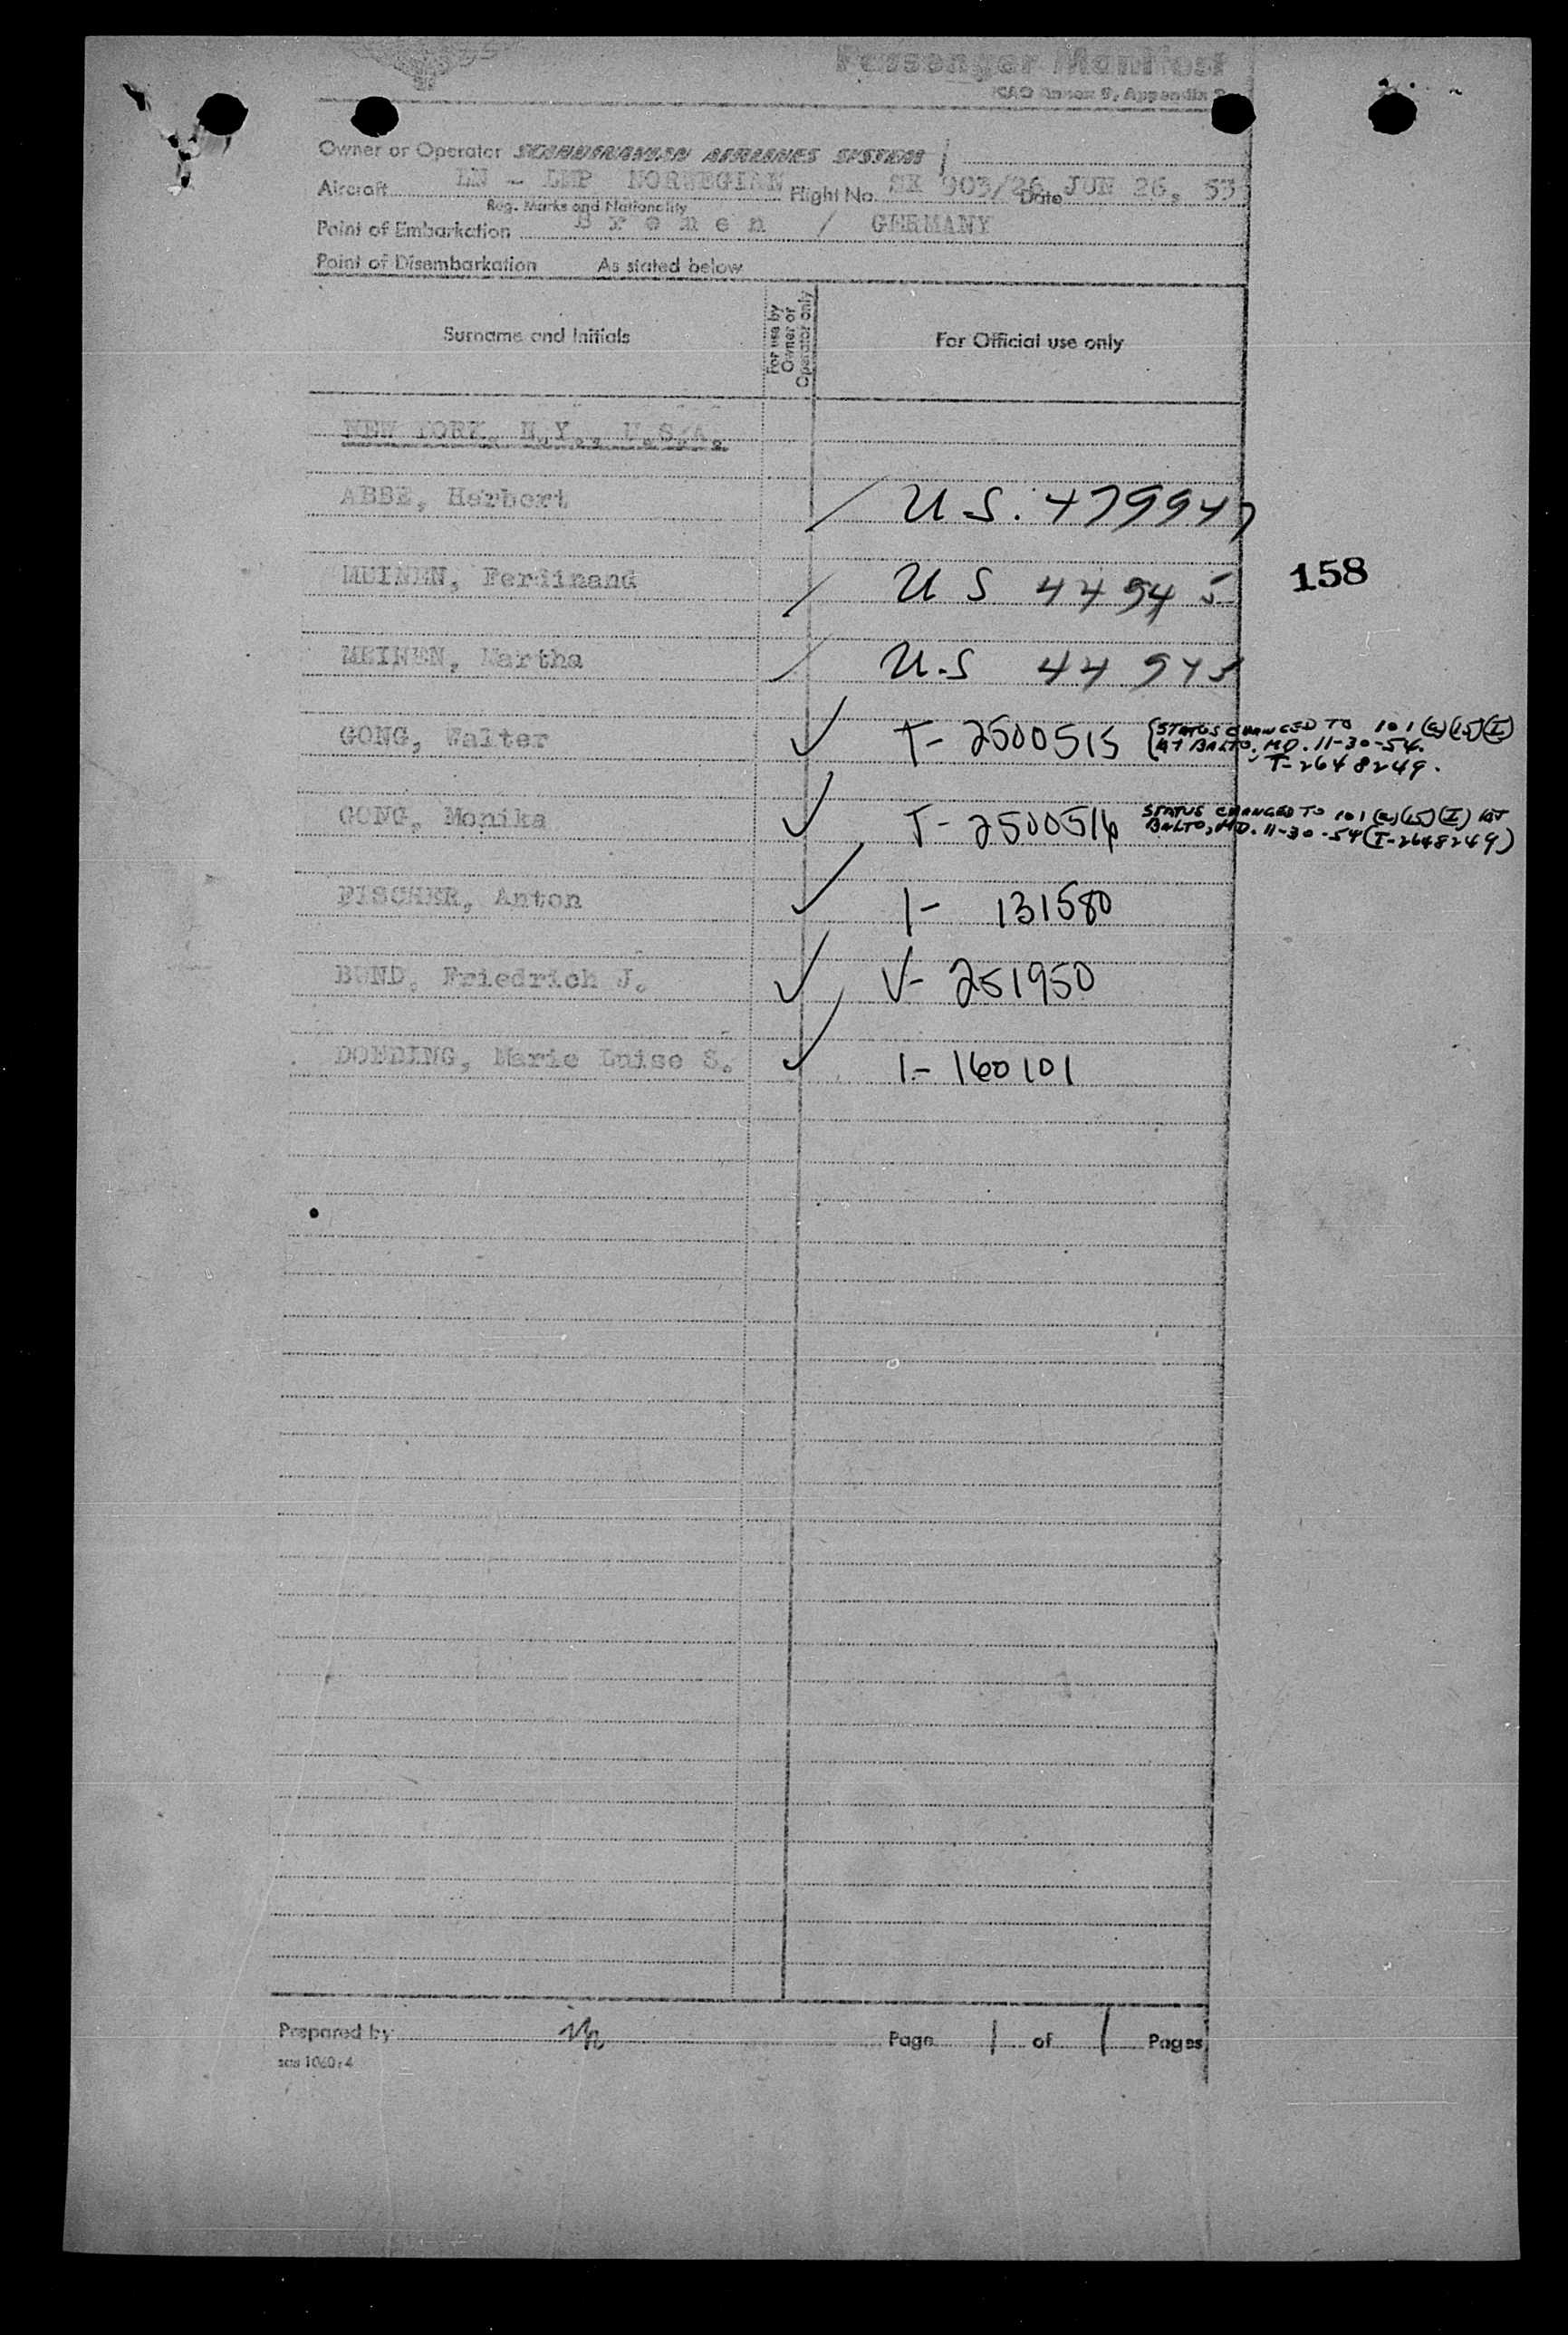 Passenger Manifest
ICAO Annex 9, Appendix
Owner or Operator SCANDINAVIAN AIRLINES SYSTEM
Aircraft LN - LMP NORWEGIAN Flight No. SK 903/26 Date JUN 26, 53
Reg. Marks and Nationality
Point of Embarkation Bremen / GERMANY
Point of Disembarkation As stated below
Surname and Initials For use by Owner or Operator only For Official use only
NEW YORK, N.Y., U.S.A.
ABBE, Herbert / U.S. 479947
MUINEN, Ferdinand / U S 44945
158
MEINEN, Martha / U.S 44945
GONG, Walter ✓ T- 2500515 {STATUS CHANGED TO 101(a)(15)(I)
AT BALTO, MD. 11-30-54.
T-2648249.
GONG, Monika ✓ T- 2500516 STATUS CHANGED TO 101(a)(15)(I) AT
BALTO, MD. 11-30-54 (T-2648249)
FISCHER, Anton ✓ I- 131580
BUND, Friedrich J. ✓ V- 251950
DOEDING, Marie Luise S. ✓ I- 160101
Prepared by Page 1 of 1 Pages
sas 1060:4